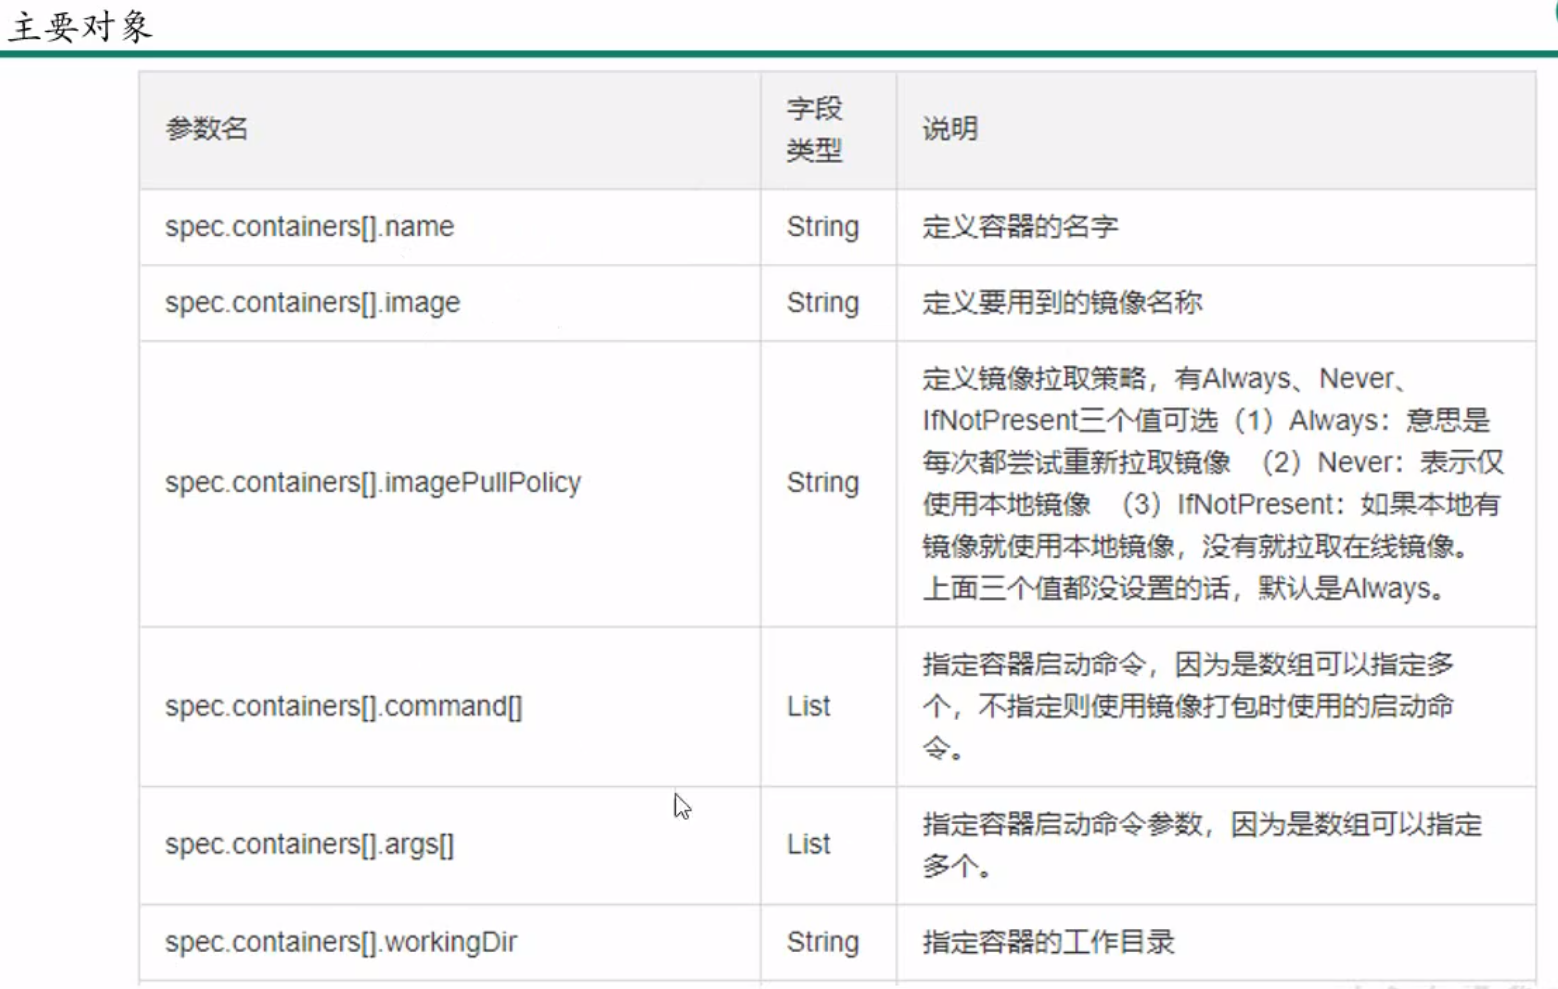 主要对象
参数名
字段
类型
说明
spec.containers[].name
String
定义容器的名字
spec.containers[].image
String
定义要用到的镜像名称
spec.containers[].imagePullPolicy
String
定义镜像拉取策略，有Always、Never、
IfNotPresent三个值可选（1）Always：意思是
每次都尝试重新拉取镜像 （2）Never：表示仅
使用本地镜像 （3）IfNotPresent：如果本地有
镜像就使用本地镜像，没有就拉取在线镜像。
上面三个值都没设置的话，默认是Always。
spec.containers[].command[]
List
指定容器启动命令，因为是数组可以指定多
个，不指定则使用镜像打包时使用的启动命
令。
spec.containers[].args[]
List
指定容器启动命令参数，因为是数组可以指定
多个。
spec.containers[].workingDir
String
指定容器的工作目录